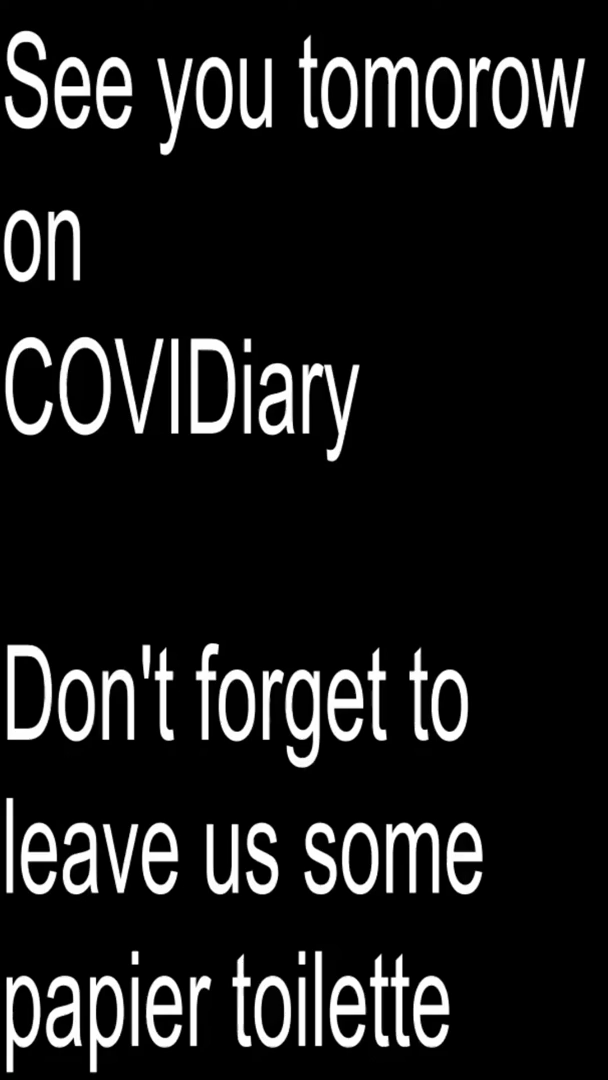 See you tomorow
on
COVIDiary
Don't forget to
leave us some
papier toilette